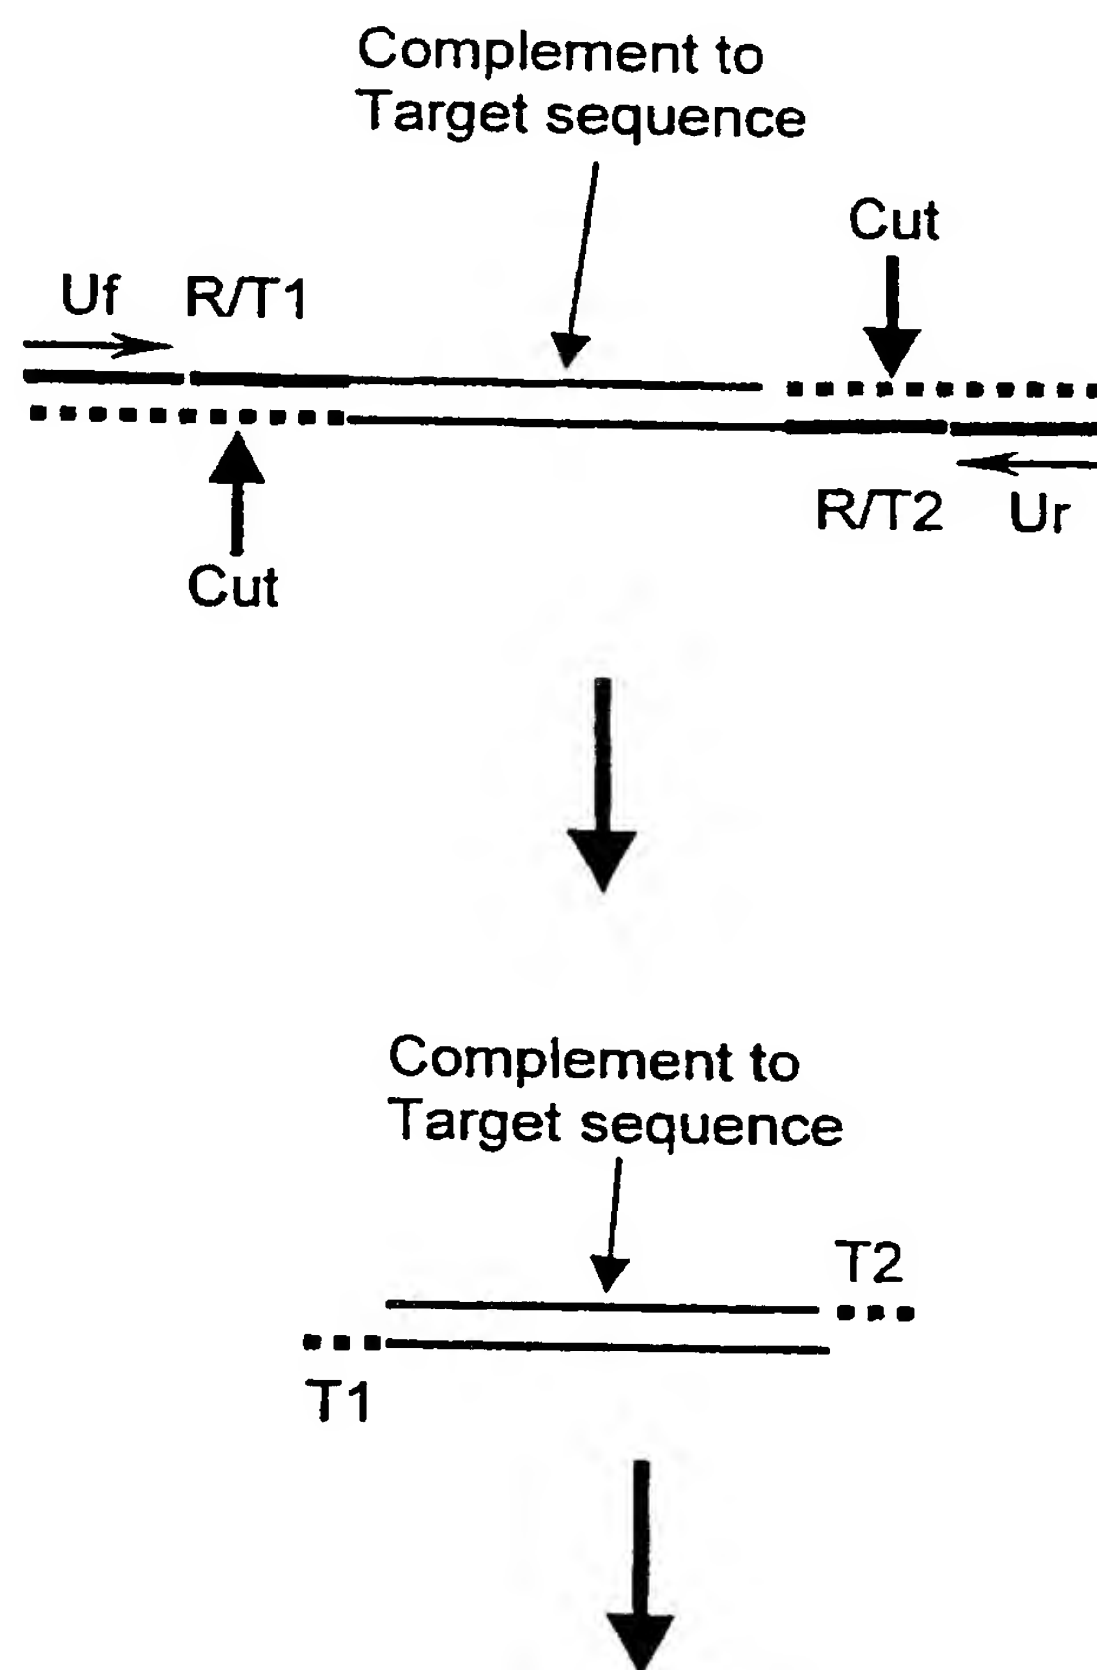 Complement to
Target sequence
Cut
Uf R/T1
R/T2 Ur
Cut
Complement to
Target sequence
T2
T1